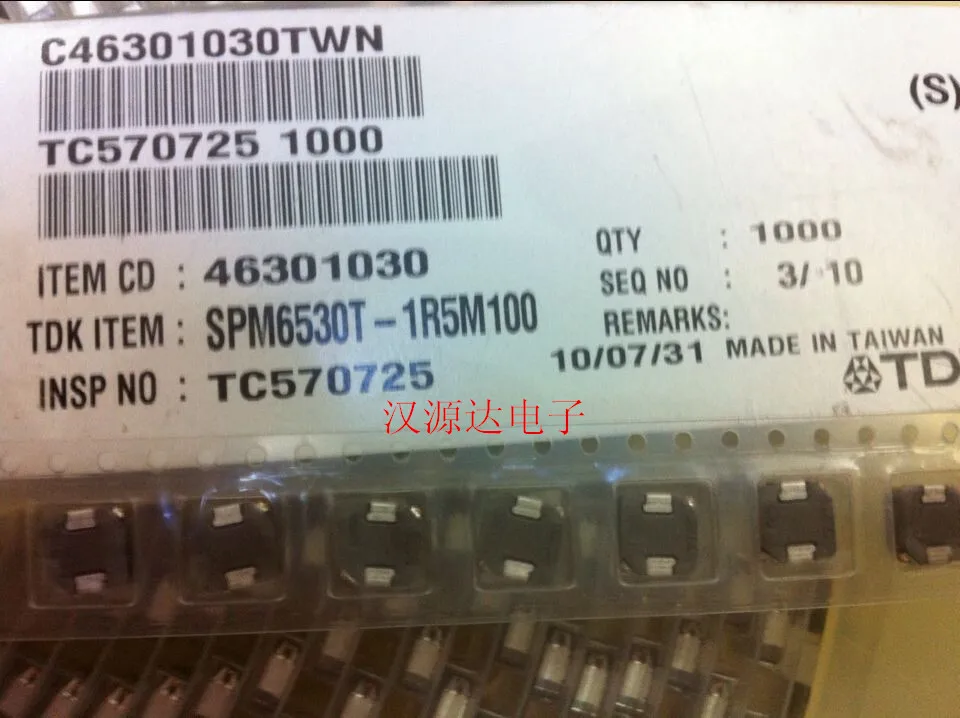 C46301030TWN
(S)
TC570725 1000
ITEM CD : 46301030
QTY : 1000
TDK ITEM : SPM6530T-1R5M100
SEQ NO : 3/ 10
REMARKS:
INSP NO : TC570725
10/07/31 MADE IN TAIWAN
TD
汉源达电子